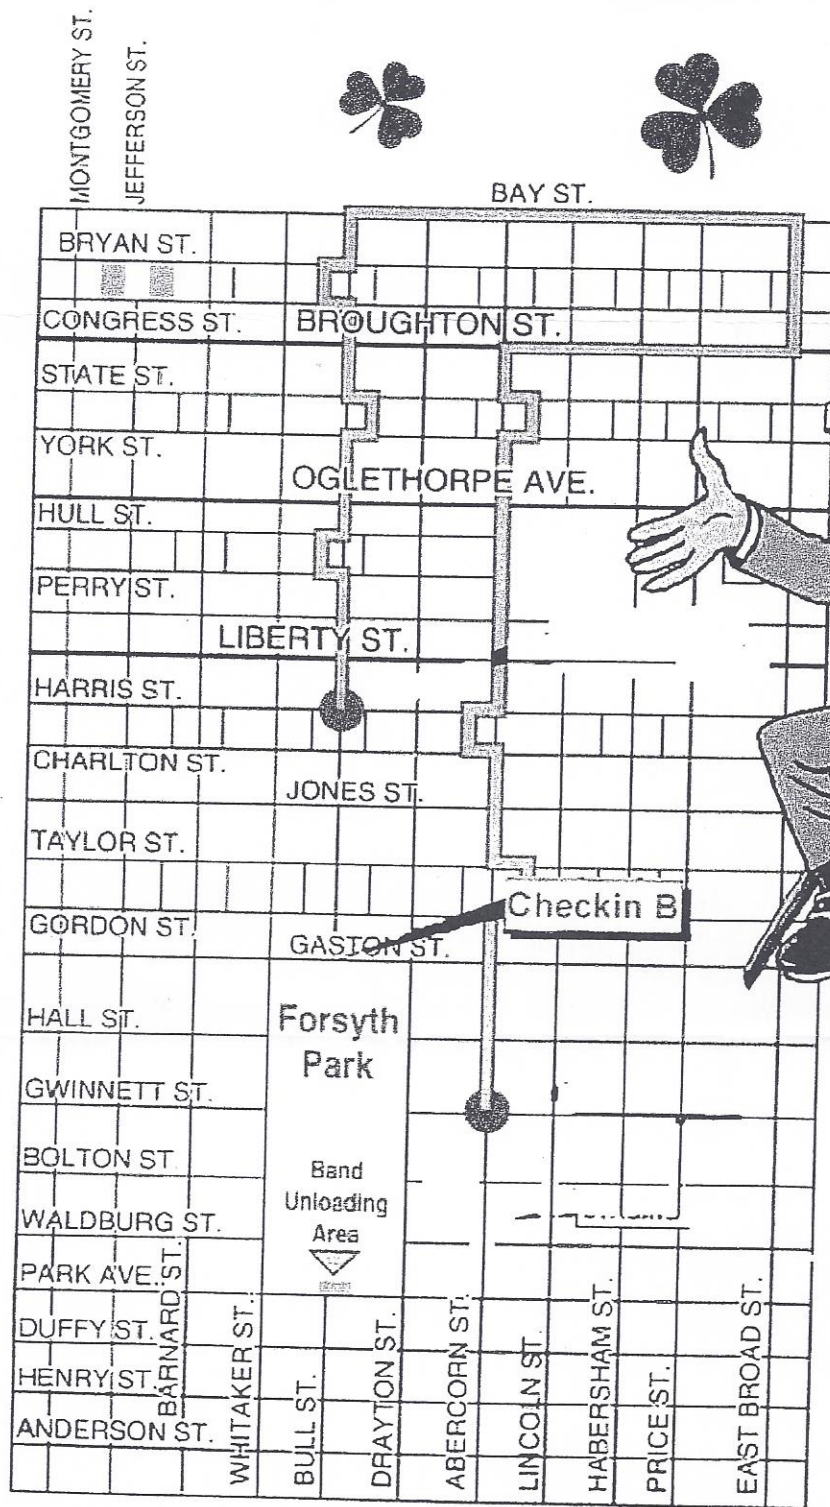 MONTGOMERY ST.
JEFFERSON ST.
BAY ST.
BRYAN ST.
CONGRESS ST.
BROUGHTON ST.
STATE ST.
YORK ST.
OGLETHORPE AVE.
HULL ST.
PERRY ST.
LIBERTY ST.
HARRIS ST.
CHARLTON ST.
JONES ST.
TAYLOR ST.
Checkin B
GORDON ST.
GASTON ST.
HALL ST.
Forsyth
Park
GWINNETT ST.
BOLTON ST.
Band
Unloading
Area
WALDBURG ST.
PARK AVE.
DUFFY ST.
HENRY ST.
ANDERSON ST.
BARNARD ST.
WHITAKER ST.
BULL ST.
DRAYTON ST.
ABERCORN ST.
LINCOLN ST.
HABERSHAM ST.
PRICE ST.
EAST BROAD ST.